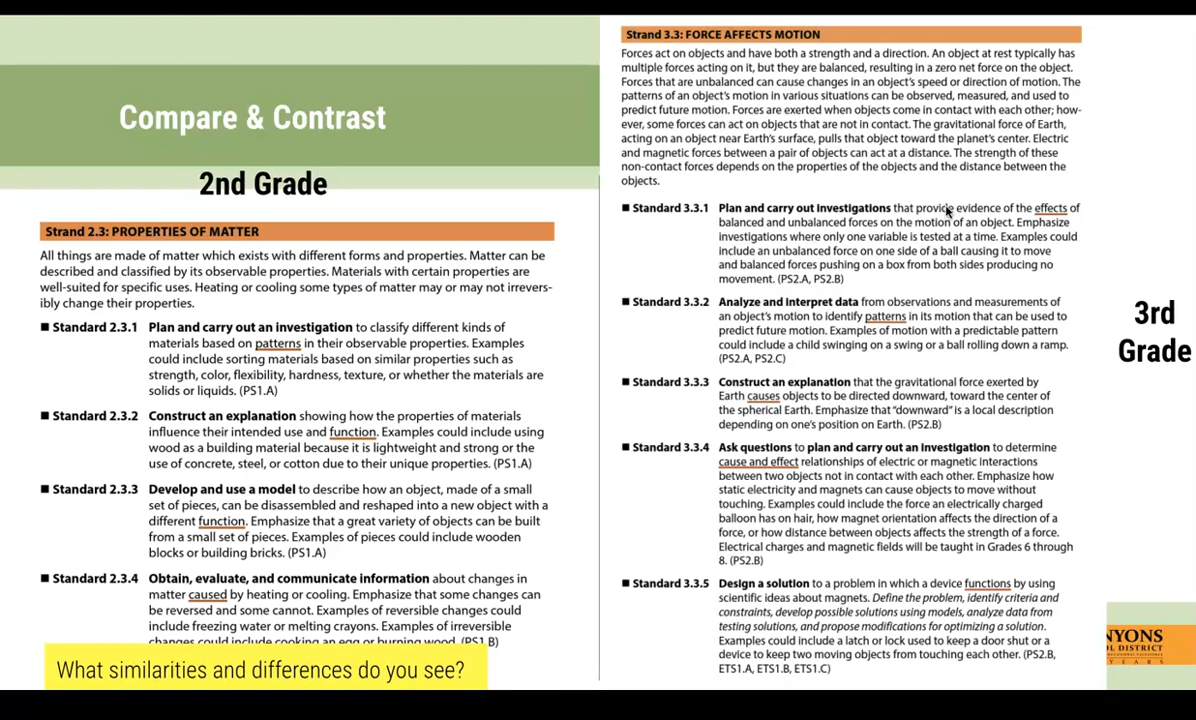 Compare & Contrast
2nd Grade
Strand 2.3: PROPERTIES OF MATTER
All things are made of matter which exists with different forms and properties. Matter can be
described and classified by its observable properties. Materials with certain properties are
well-suited for specific uses. Heating or cooling some types of matter may or may not irrevers-
ibly change their properties.
■ Standard 2.3.1 Plan and carry out an investigation to classify different kinds of
materials based on patterns in their observable properties. Examples
could include sorting materials based on similar properties such as
strength, color, flexibility, hardness, texture, or whether the materials are
solids or liquids. (PS1.A)
■ Standard 2.3.2 Construct an explanation showing how the properties of materials
influence their intended use and function. Examples could include using
wood as a building material because it is lightweight and strong or the
use of concrete, steel, or cotton due to their unique properties. (PS1.A)
■ Standard 2.3.3 Develop and use a model to describe how an object, made of a small
set of pieces, can be disassembled and reshaped into a new object with a
different function. Emphasize that a great variety of objects can be built
from a small set of pieces. Examples of pieces could include wooden
blocks or building bricks. (PS1.A)
■ Standard 2.3.4 Obtain, evaluate, and communicate information about changes in
matter caused by heating or cooling. Emphasize that some changes can
be reversed and some cannot. Examples of reversible changes could
include freezing water or melting crayons. Examples of irreversible
changes could include cooking an egg or burning wood. (PS1.B)
What similarities and differences do you see?
Strand 3.3: FORCE AFFECTS MOTION
Forces act on objects and have both a strength and a direction. An object at rest typically has
multiple forces acting on it, but they are balanced, resulting in a zero net force on the object.
Forces that are unbalanced can cause changes in an object's speed or direction of motion. The
patterns of an object's motion in various situations can be observed, measured, and used to
predict future motion. Forces are exerted when objects come in contact with each other; how-
ever, some forces can act on objects that are not in contact. The gravitational force of Earth,
acting on an object near Earth's surface, pulls that object toward the planet's center. Electric
and magnetic forces between a pair of objects can act at a distance. The strength of these
non-contact forces depends on the properties of the objects and the distance between the
objects.
■ Standard 3.3.1 Plan and carry out investigations that provide evidence of the effects of
balanced and unbalanced forces on the motion of an object. Emphasize
investigations where only one variable is tested at a time. Examples could
include an unbalanced force on one side of a ball causing it to move
and balanced forces pushing on a box from both sides producing no
movement. (PS2.A, PS2.B)
■ Standard 3.3.2 Analyze and interpret data from observations and measurements of
an object's motion to identify patterns in its motion that can be used to
predict future motion. Examples of motion with a predictable pattern
could include a child swinging on a swing or a ball rolling down a ramp.
(PS2.A, PS2.C)
■ Standard 3.3.3 Construct an explanation that the gravitational force exerted by
Earth causes objects to be directed downward, toward the center of
the spherical Earth. Emphasize that "downward" is a local description
depending on one's position on Earth. (PS2.B)
■ Standard 3.3.4 Ask questions to plan and carry out an investigation to determine
cause and effect relationships of electric or magnetic interactions
between two objects not in contact with each other. Emphasize how
static electricity and magnets can cause objects to move without
touching. Examples could include the force an electrically charged
balloon has on hair, how magnet orientation affects the direction of a
force, or how distance between objects affects the strength of a force.
Electrical charges and magnetic fields will be taught in Grades 6 through
8. (PS2.B)
■ Standard 3.3.5 Design a solution to a problem in which a device functions by using
scientific ideas about magnets. Define the problem, identify criteria and
constraints, develop possible solutions using models, analyze data from
testing solutions, and propose modifications for optimizing a solution.
Examples could include a latch or lock used to keep a door shut or a
device to keep two moving objects from touching each other. (PS2.B,
ETS1.A, ETS1.B, ETS1.C)
3rd
Grade
NYONS
OL DISTRICT
YEARS